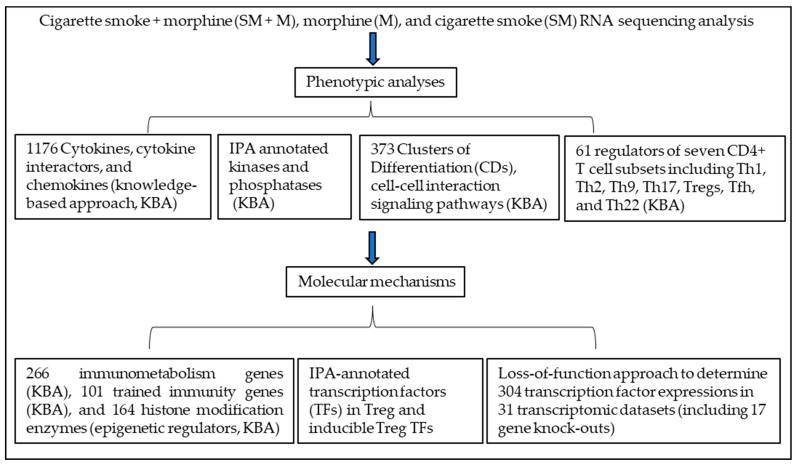 Cigarette smoke + morphine (SM + M), morphine (M), and cigarette smoke (SM) RNA sequencing analysis
Phenotypic analyses
1176 Cytokines, cytokine
interactors, and
chemokines (knowledge-
based approach, KBA)
IPA annotated
kinases and
phosphatases
(KBA)
373 Clusters of
Differentiation (CDs),
cell-cell interaction
signaling pathways (KBA)
61 regulators of seven CD4+
T cell subsets including Th1,
Th2, Th9, Th17, Tregs, Tfh,
and Th22 (KBA)
Molecular mechanisms
266 immunometabolism genes
(KBA), 101 trained immunity genes
(KBA), and 164 histone modification
enzymes (epigenetic regulators, KBA)
IPA-annotated
transcription factors
(TFs) in Treg and
inducible Treg TFs
Loss-of-function approach to determine
304 transcription factor expressions in
31 transcriptomic datasets (including 17
gene knock-outs)